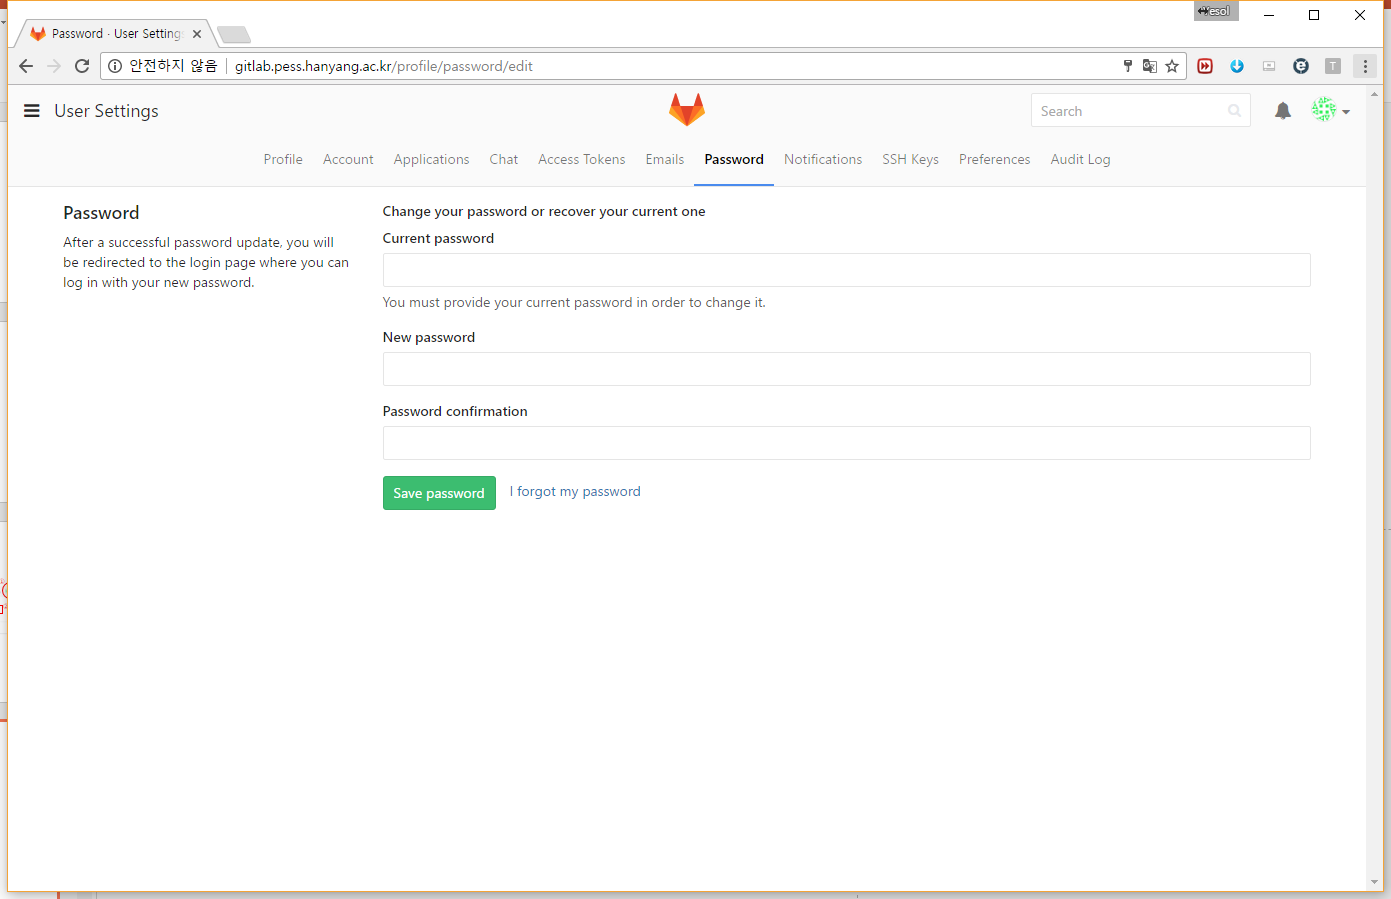 Yesol
Password · User Setting
안전하지 않음 gitlab.pess.hanyang.ac.kr/profile/password/edit
User Settings
Search
Profile Account Applications Chat Access Tokens Emails Password Notifications SSH Keys Preferences Audit Log
Password
After a successful password update, you will
be redirected to the login page where you can
log in with your new password.
Change your password or recover your current one
Current password
You must provide your current password in order to change it.
New password
Password confirmation
Save password I forgot my password